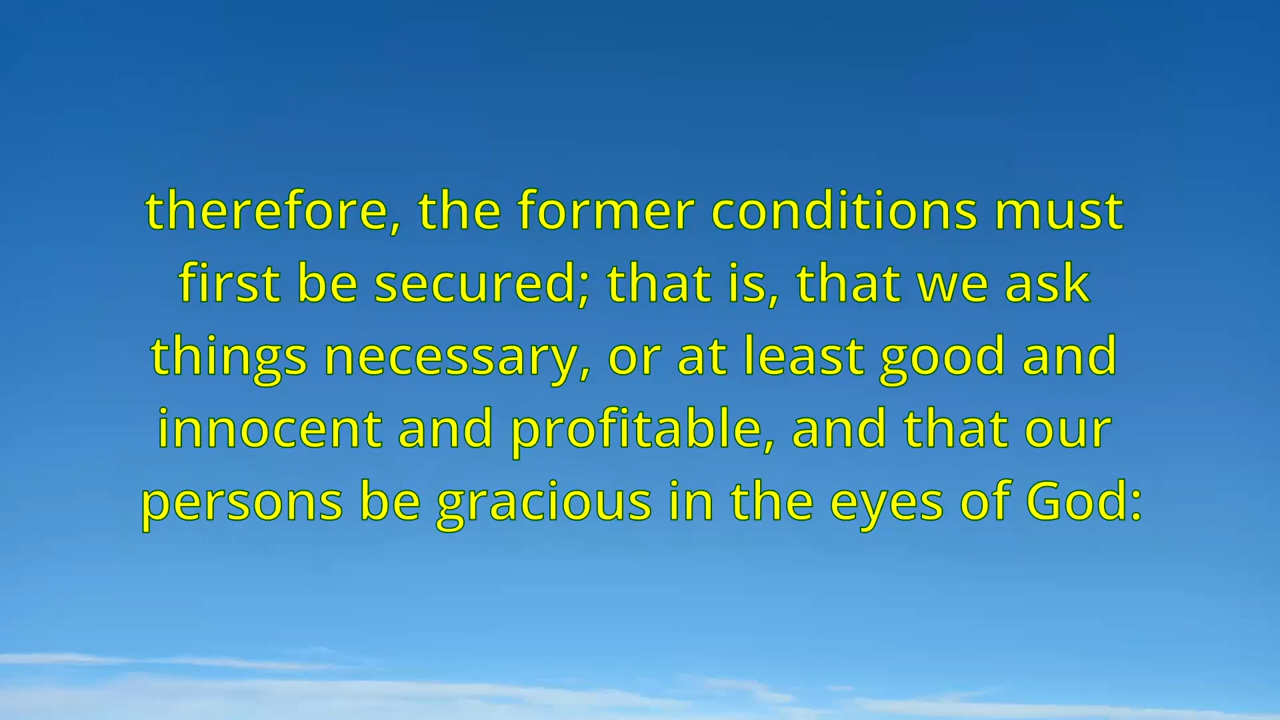 therefore, the former conditions must
first be secured; that is, that we ask
things necessary, or at least good and
innocent and profitable, and that our
persons be gracious in the eyes of God: